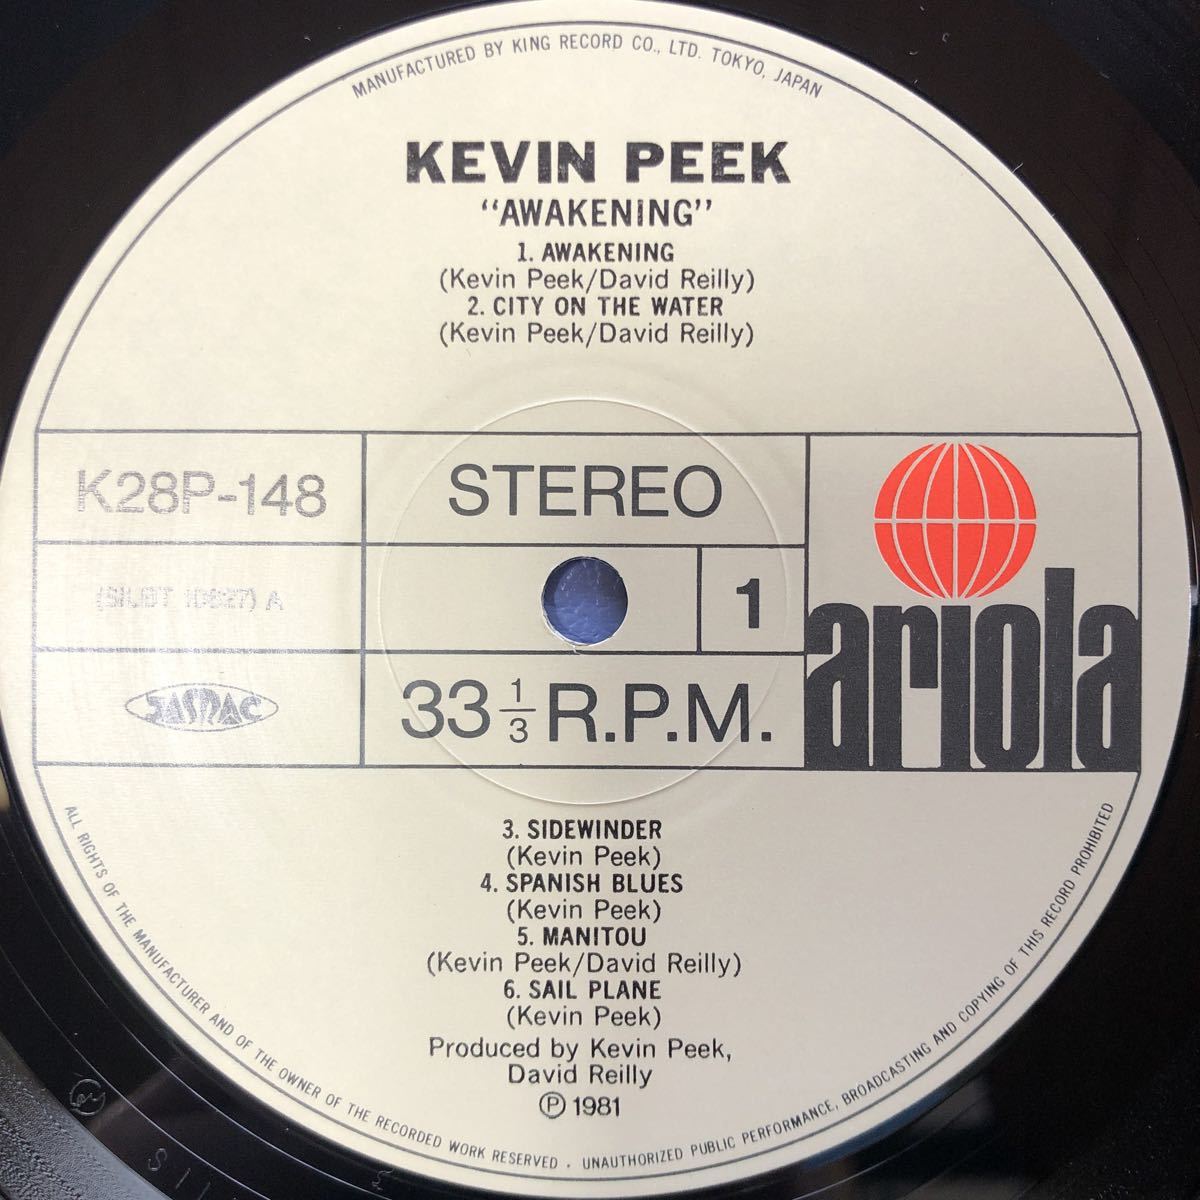 MANUFACTURED BY KING RECORD CO., LTD. TOKYO, JAPAN
KEVIN PEEK
“AWAKENING”
1. AWAKENING
(Kevin Peek/David Reilly)
2. CITY ON THE WATER
(Kevin Peek/David Reilly)
K28P-148
STEREO
A
1
JASRAC
33 1/3 R.P.M.
ariola
3. SIDEWINDER
(Kevin Peek)
4. SPANISH BLUES
(Kevin Peek)
5. MANITOU
(Kevin Peek/David Reilly)
6. SAIL PLANE
(Kevin Peek)
Produced by Kevin Peek,
David Reilly
Ⓟ 1981
ALL RIGHTS OF THE MANUFACTURER AND OF THE OWNER OF THE RECORDED WORK RESERVED . UNAUTHORIZED PUBLIC PERFORMANCE, BROADCASTING AND COPYING OF THIS RECORD PROHIBITED